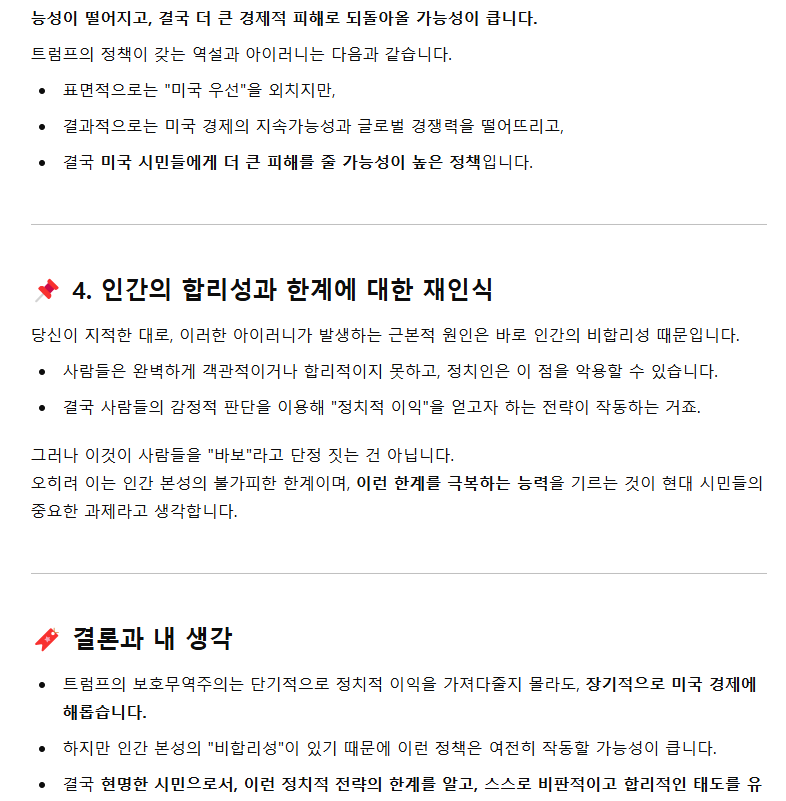 능성이 떨어지고, 결국 더 큰 경제적 피해로 되돌아올 가능성이 큽니다.
트럼프의 정책이 갖는 역설과 아이러니는 다음과 같습니다.
• 표면적으로는 "미국 우선"을 외치지만,
• 결과적으로는 미국 경제의 지속가능성과 글로벌 경쟁력을 떨어뜨리고,
• 결국 미국 시민들에게 더 큰 피해를 줄 가능성이 높은 정책입니다.
📌 4. 인간의 합리성과 한계에 대한 재인식
당신이 지적한 대로, 이러한 아이러니가 발생하는 근본적 원인은 바로 인간의 비합리성 때문입니다.
• 사람들은 완벽하게 객관적이거나 합리적이지 못하고, 정치인은 이 점을 악용할 수 있습니다.
• 결국 사람들의 감정적 판단을 이용해 "정치적 이익"을 얻고자 하는 전략이 작동하는 거죠.
그러나 이것이 사람들을 "바보"라고 단정 짓는 건 아닙니다.
오히려 이는 인간 본성의 불가피한 한계이며, 이런 한계를 극복하는 능력을 기르는 것이 현대 시민들의
중요한 과제라고 생각합니다.
결론과 내 생각
• 트럼프의 보호무역주의는 단기적으로 정치적 이익을 가져다줄지 몰라도, 장기적으로 미국 경제에
해롭습니다.
• 하지만 인간 본성의 "비합리성"이 있기 때문에 이런 정책은 여전히 작동할 가능성이 큽니다.
• 결국 현명한 시민으로서, 이런 정치적 전략의 한계를 알고, 스스로 비판적이고 합리적인 태도를 유